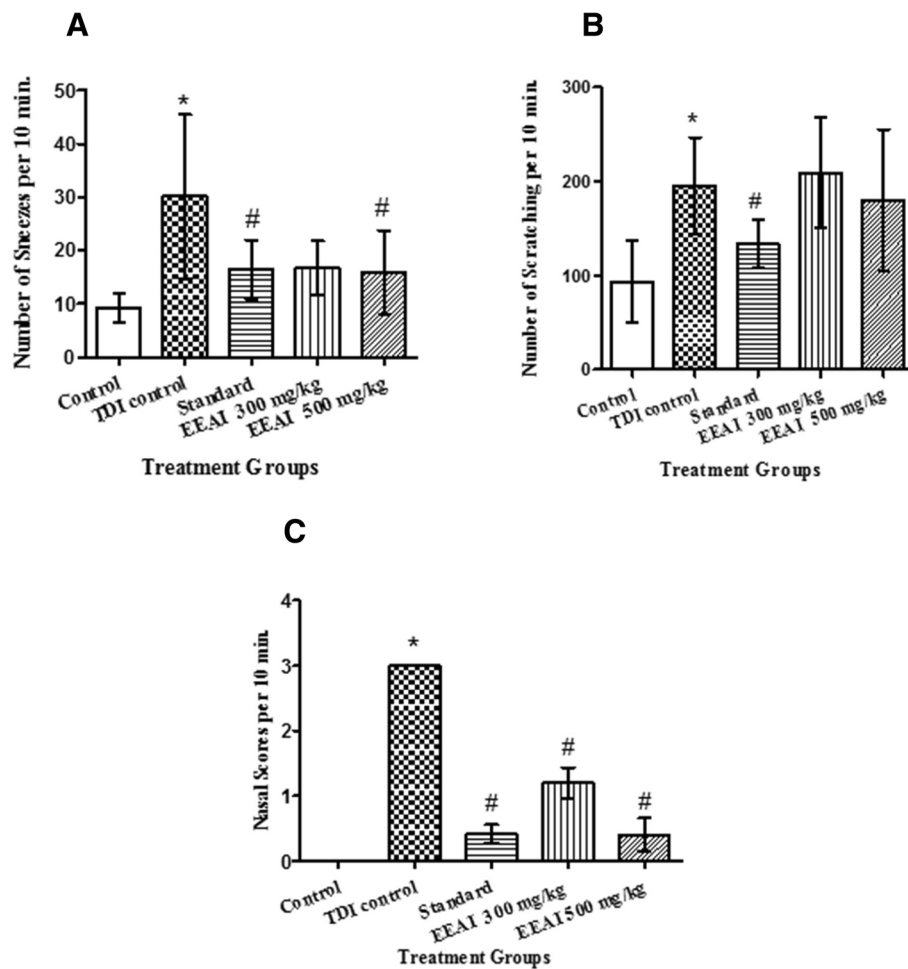 A
Number of Sneezes per 10 min.
50
40
30
20
10
0
*
#
#
Control
TDI control
Standard
EEAI 300 mg/kg
EEAI 500 mg/kg
Treatment Groups
B
Number of Scratching per 10 min.
300
200
100
0
*
#
Control
TDI control
Standard
EEAI 300 mg/kg
EEAI 500 mg/kg
Treatment Groups
C
Nasal Scores per 10 min.
4
3
2
1
0
*
#
#
#
Control
TDI control
Standard
EEAI 300 mg/kg
EEAI 500 mg/kg
Treatment Groups